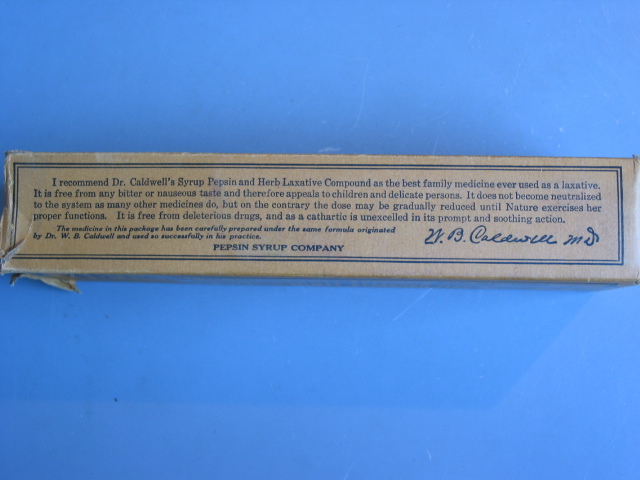 I recommend Dr. Caldwell's Syrup Pepsin and Herb Laxative Compound as the best family medicine ever used as a laxative.
It is free from any bitter or nauseous taste and therefore appeals to children and delicate persons. It does not become neutralized
to the system as many other medicines do, but on the contrary the dose may be gradually reduced until Nature exercises her
proper functions. It is free from deleterious drugs, and as a cathartic is unexcelled in its prompt and soothing action.
The medicine in this package has been carefully prepared under the same formula originated
by Dr. W. B. Caldwell and used so successfully in his practice.
W. B. Caldwell MD
PEPSIN SYRUP COMPANY